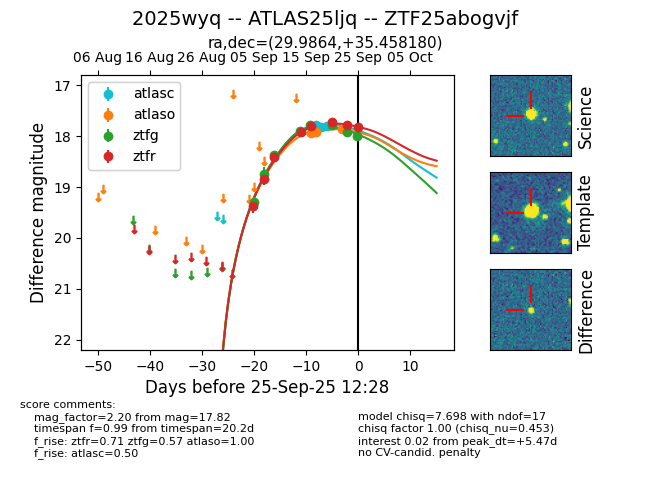 2025wyq -- ATLAS25ljq -- ZTF25abogvjf
ra,dec=(29.9864,+35.458180)
06 Aug 16 Aug 26 Aug 05 Sep 15 Sep 25 Sep 05 Oct
17
18
19
20
21
22
Difference magnitude
atlasc
atlaso
ztfg
ztfr
−50 −40 −30 −20 −10 0 10
Days before 25-Sep-25 12:28
Science
Template
Difference
score comments:
mag_factor=2.20 from mag=17.82
timespan f=0.99 from timespan=20.2d
f_rise: ztfr=0.71 ztfg=0.57 atlaso=1.00
f_rise: atlasc=0.50
model chisq=7.698 with ndof=17
chisq factor 1.00 (chisq_nu=0.453)
interest 0.02 from peak_dt=+5.47d
no CV-candid. penalty